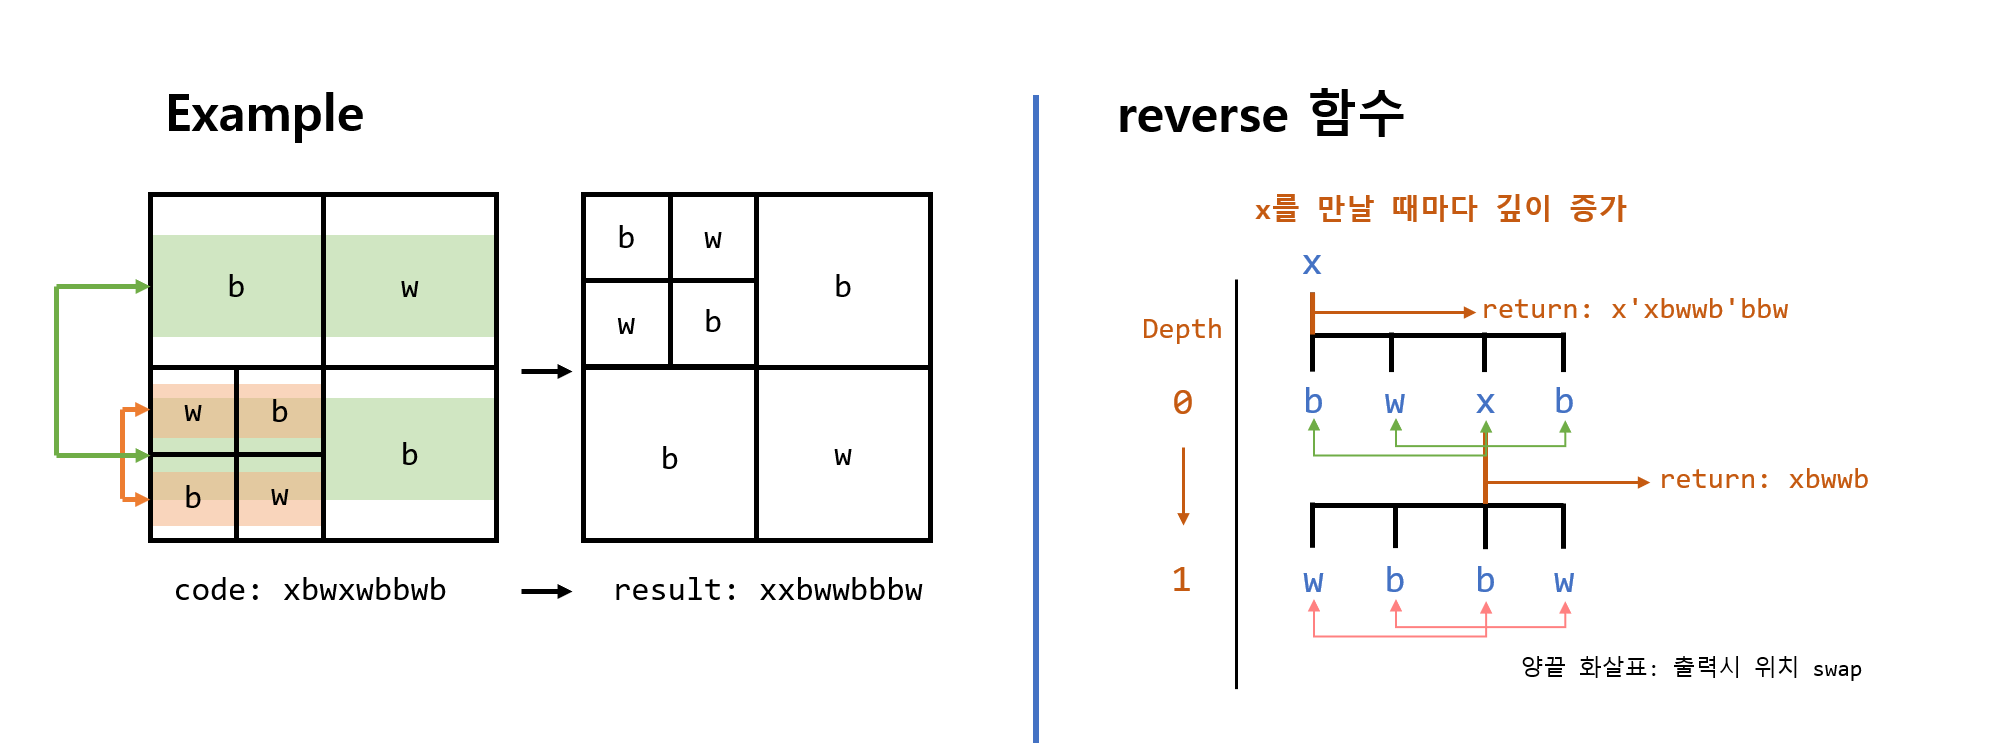 Example
b w
w b
b w
b
b w
w b
b
b
w
code: xbwxwbbwb
result: xxbwwbbbw
reverse 함수
x를 만날 때마다 깊이 증가
x
return: x'xbwwb'bbw
Depth
0
b w x b
return: xbwwb
1
w b b w
양끝 화살표: 출력시 위치 swap